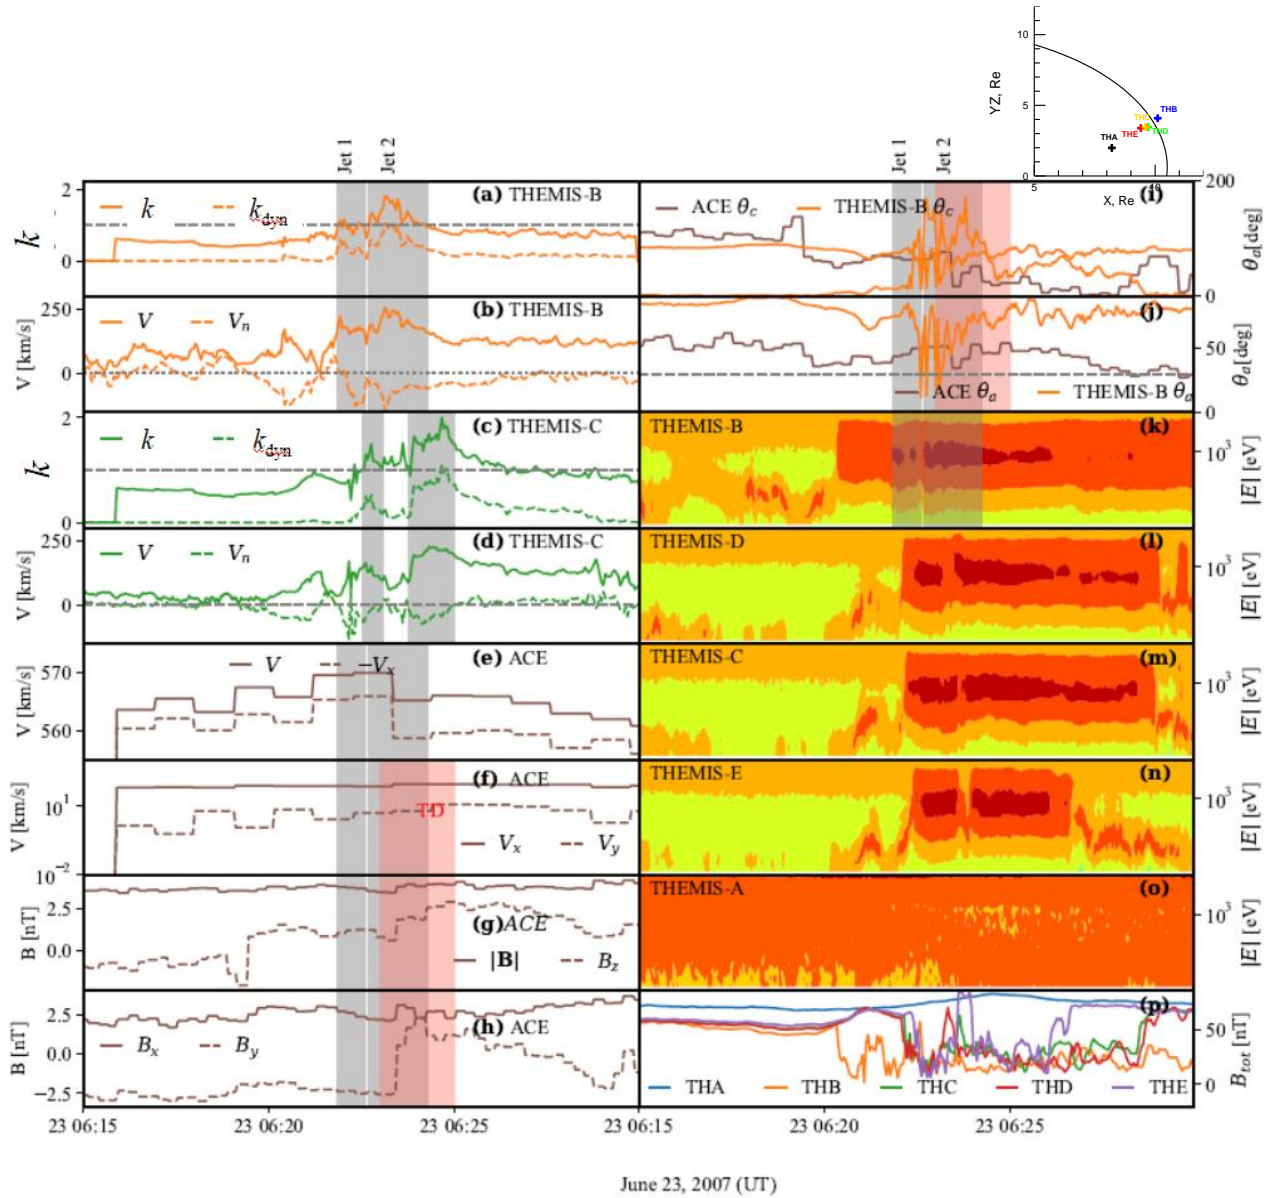 10
YZ, Re
5
0
5
10
X, Re
THB
THD
THE
THA
Jet 1
Jet 2
Jet 1
Jet 2
2
0
k
k
k_dyn
(a) THEMIS-B
250
0
V [km/s]
V
V_n
(b) THEMIS-B
2
0
k
k
k_dyn
(c) THEMIS-C
250
0
V [km/s]
V
V_n
(d) THEMIS-C
570
560
V [km/s]
V
−V_x
(e) ACE
10^1
10^−2
V [km/s]
(f) ACE
TD
V_x
V_y
2.5
0.0
B [nT]
(g) ACE
|B|
B_z
2.5
0.0
−2.5
B [nT]
(h) ACE
B_x
B_y
23 06:15
23 06:20
23 06:25
ACE θ_c
THEMIS-B θ_c
(i)
200
0
θ_a[deg]
(j)
50
0
θ_a[deg]
ACE θ_a
THEMIS-B θ_a
THEMIS-B
(k)
10^3
|E| [eV]
THEMIS-D
(l)
10^3
|E| [eV]
THEMIS-C
(m)
10^3
|E| [eV]
THEMIS-E
(n)
10^3
|E| [eV]
THEMIS-A
(o)
10^3
|E| [eV]
(p)
50
0
B_tot [nT]
THA
THB
THC
THD
THE
23 06:15
23 06:20
23 06:25
June 23, 2007 (UT)